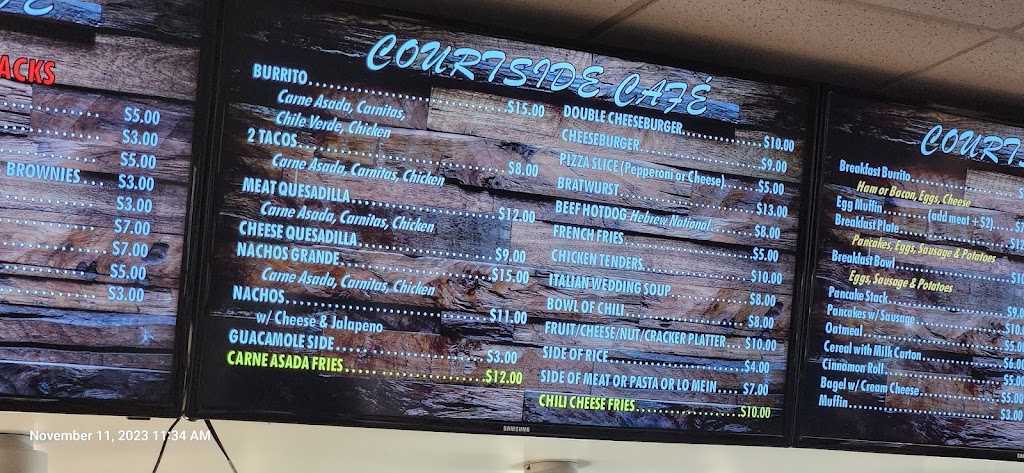 FÉ
ACKS
$5.00
$3.00
$5.00
BROWNIES.... $3.00
$3.00
$7.00
$7.00
$5.00
$3.00
COURTSIDE CAFÉ
BURRITO...$15.00
Carne Asada, Carnitas,
Chile Verde, Chicken
2 TACOS...$8.00
Carne Asada, Carnitas, Chicken
MEAT QUESADILLA...$12.00
Carne Asada, Carnitas, Chicken
CHEESE QUESADILLA...$9.00
NACHOS GRANDE...$15.00
Carne Asada, Carnitas, Chicken
NACHOS...$11.00
w/ Cheese & Jalapeno
GUACAMOLE SIDE...$3.00
CARNE ASADA FRIES...$12.00
DOUBLE CHEESEBURGER...$10.00
CHEESEBURGER...$9.00
PIZZA SLICE (Pepperoni or Cheese)...$5.00
BRATWURST...$13.00
BEEF HOTDOG Hebrew National...$8.00
FRENCH FRIES...$5.00
CHICKEN TENDERS...$10.00
ITALIAN WEDDING SOUP...$8.00
BOWL OF CHILI...$8.00
FRUIT/CHEESE/NUT/CRACKER PLATTER...$10.00
SIDE OF RICE...$4.00
SIDE OF MEAT OR PASTA OR LO MEIN...$7.00
CHILI CHEESE FRIES...$10.00
COURT
Breakfast Burrito...
Ham or Bacon, Eggs, Cheese
Egg Muffin...(add meat +$2)...
Breakfast Plate...
Pancakes, Eggs, Sausage & Potatoes
Breakfast Bowl...
Eggs, Sausage & Potatoes
Pancake Stack...
Pancakes w/ Sausage...
Oatmeal...
Cereal with Milk Carton...
Cinnamon Roll...
Bagel w/ Cream Cheese...
Muffin...$3.00
SAMSUNG
November 11, 2023 11:34 AM